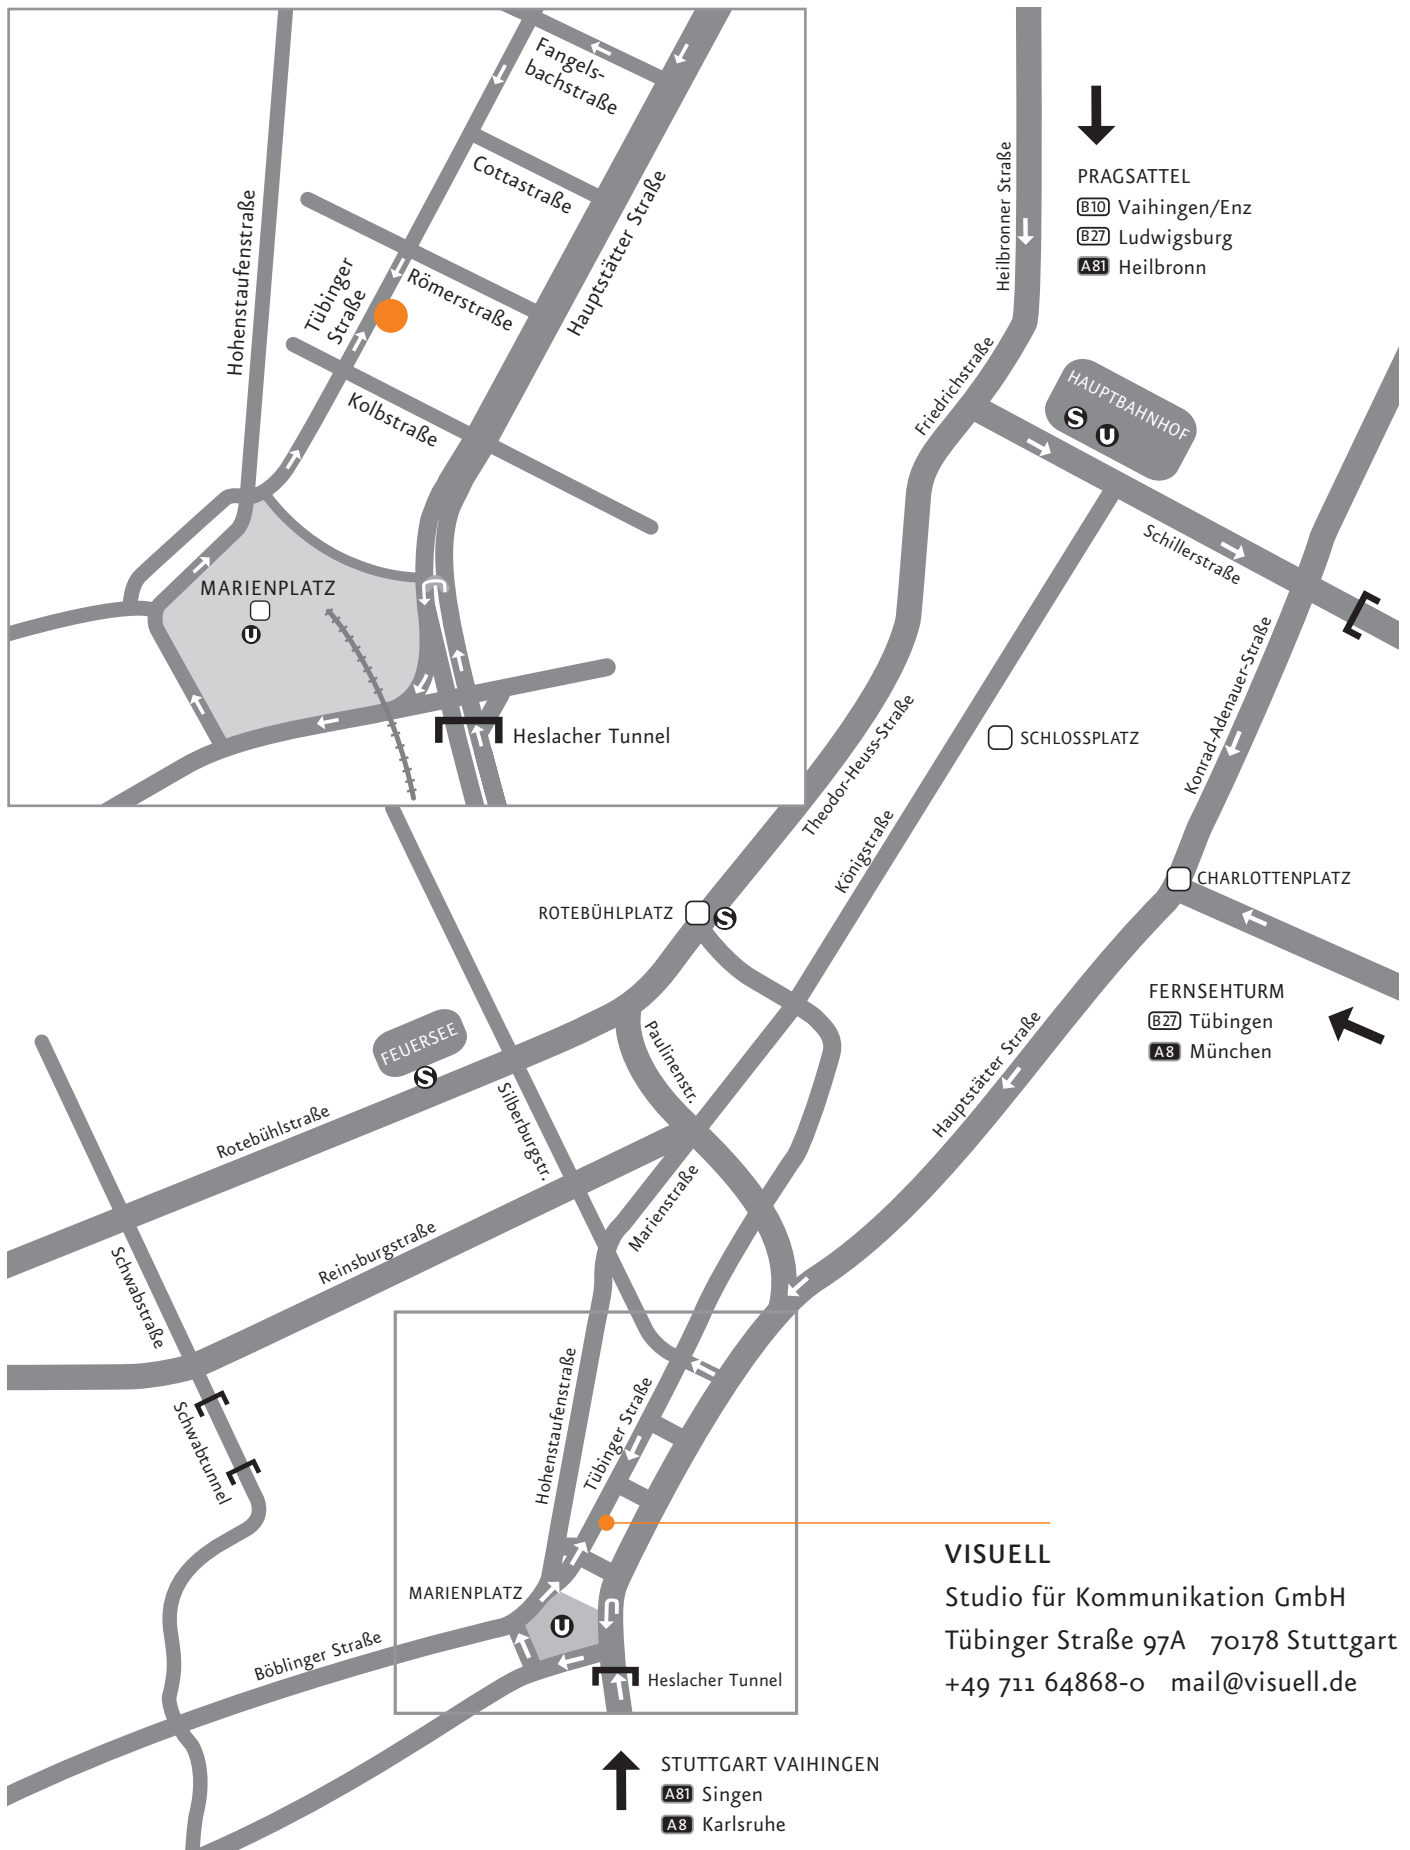 Fangels-
bachstraße
Cottastraße
Hauptstätter Straße
Hohenstaufenstraße
Tübinger
Straße
Römerstraße
Kolbstraße
MARIENPLATZ
U
Heslacher Tunnel
Heilbronner Straße
PRAGSATTEL
B10 Vaihingen/Enz
B27 Ludwigsburg
A81 Heilbronn
Friedrichstraße
HAUPTBAHNHOF
S U
Schillerstraße
Konrad-Adenauer-Straße
SCHLOSSPLATZ
Theodor-Heuss-Straße
Königstraße
CHARLOTTENPLATZ
ROTEBÜHLPLATZ S
FERNSEHTURM
B27 Tübingen
A8 München
Hauptstätter Straße
Paulinenstr.
FEUERSEE
S
Silberburgstr.
Rotebühlstraße
Marienstraße
Reinsburgstraße
Schwabstraße
Schwabtunnel
Hohenstaufenstraße
Tübinger Straße
MARIENPLATZ
U
Böblinger Straße
Heslacher Tunnel
VISUELL
Studio für Kommunikation GmbH
Tübinger Straße 97A 70178 Stuttgart
+49 711 64868-0 mail@visuell.de
STUTTGART VAIHINGEN
A81 Singen
A8 Karlsruhe